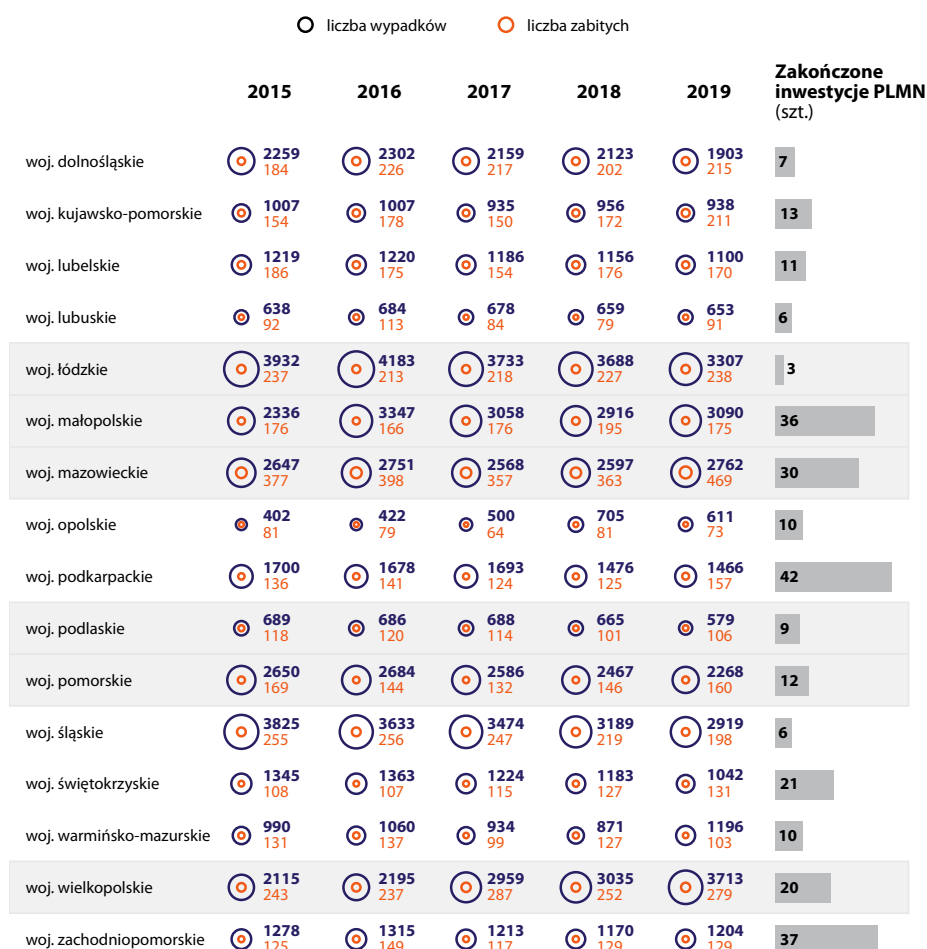 liczba wypadków liczba zabitych
Zakończone
2015 2016 2017 2018 2019 inwestycje PLMN
(szt.)
woj. dolnośląskie 2259 2302 2159 2123 1903 7
184 226 217 202 215
woj. kujawsko-pomorskie 1007 1007 935 956 938 13
154 178 150 172 211
woj. lubelskie 1219 1220 1186 1156 1100 11
186 175 154 176 170
woj. lubuskie 638 684 678 659 653 6
92 113 84 79 91
woj. łódzkie 3932 4183 3733 3688 3307 3
237 213 218 227 238
woj. małopolskie 2336 3347 3058 2916 3090 36
176 166 176 195 175
woj. mazowieckie 2647 2751 2568 2597 2762 30
377 398 357 363 469
woj. opolskie 402 422 500 705 611 10
81 79 64 81 73
woj. podkarpackie 1700 1678 1693 1476 1466 42
136 141 124 125 157
woj. podlaskie 689 686 688 665 579 9
118 120 114 101 106
woj. pomorskie 2650 2684 2586 2467 2268 12
169 144 132 146 160
woj. śląskie 3825 3633 3474 3189 2919 6
255 256 247 219 198
woj. świętokrzyskie 1345 1363 1224 1183 1042 21
108 107 115 127 131
woj. warmińsko-mazurskie 990 1060 934 871 1196 10
131 137 99 127 103
woj. wielkopolskie 2115 2195 2959 3035 3713 20
243 237 287 252 279
woj. zachodniopomorskie 1278 1315 1213 1170 1204 37
125 149 117 129 129